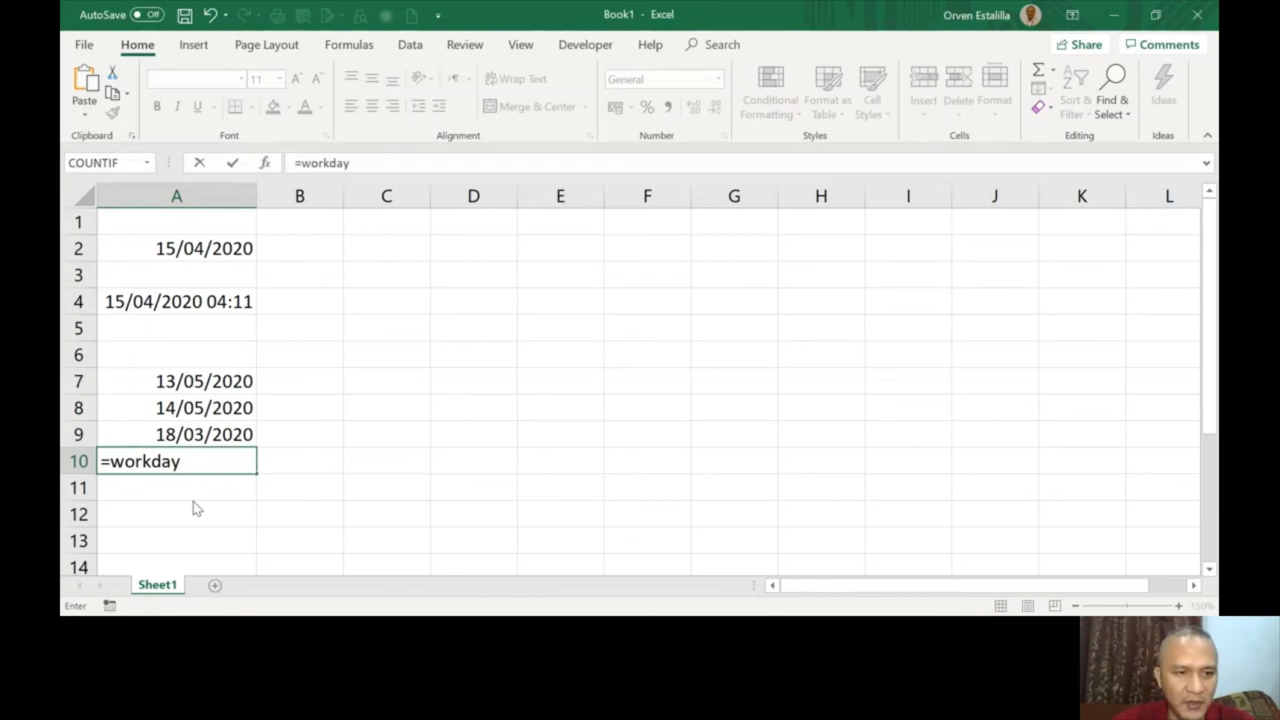 AutoSave Off
Book1 - Excel
Orven Estalilla
File Home Insert Page Layout Formulas Data Review View Developer Help Search Share Comments
Paste
11
Wrap Text
Merge & Center
General
Conditional Formatting
Format as Table
Cell Styles
Insert Delete Format
Sort & Filter
Find & Select
Ideas
Clipboard Font Alignment Number Styles Cells Editing Ideas
COUNTIF fx =workday
A B C D E F G H I J K L
1
2 15/04/2020
3
4 15/04/2020 04:11
5
6
7 13/05/2020
8 14/05/2020
9 18/03/2020
10 =workday
11
12
13
14
Sheet1
Enter 150%